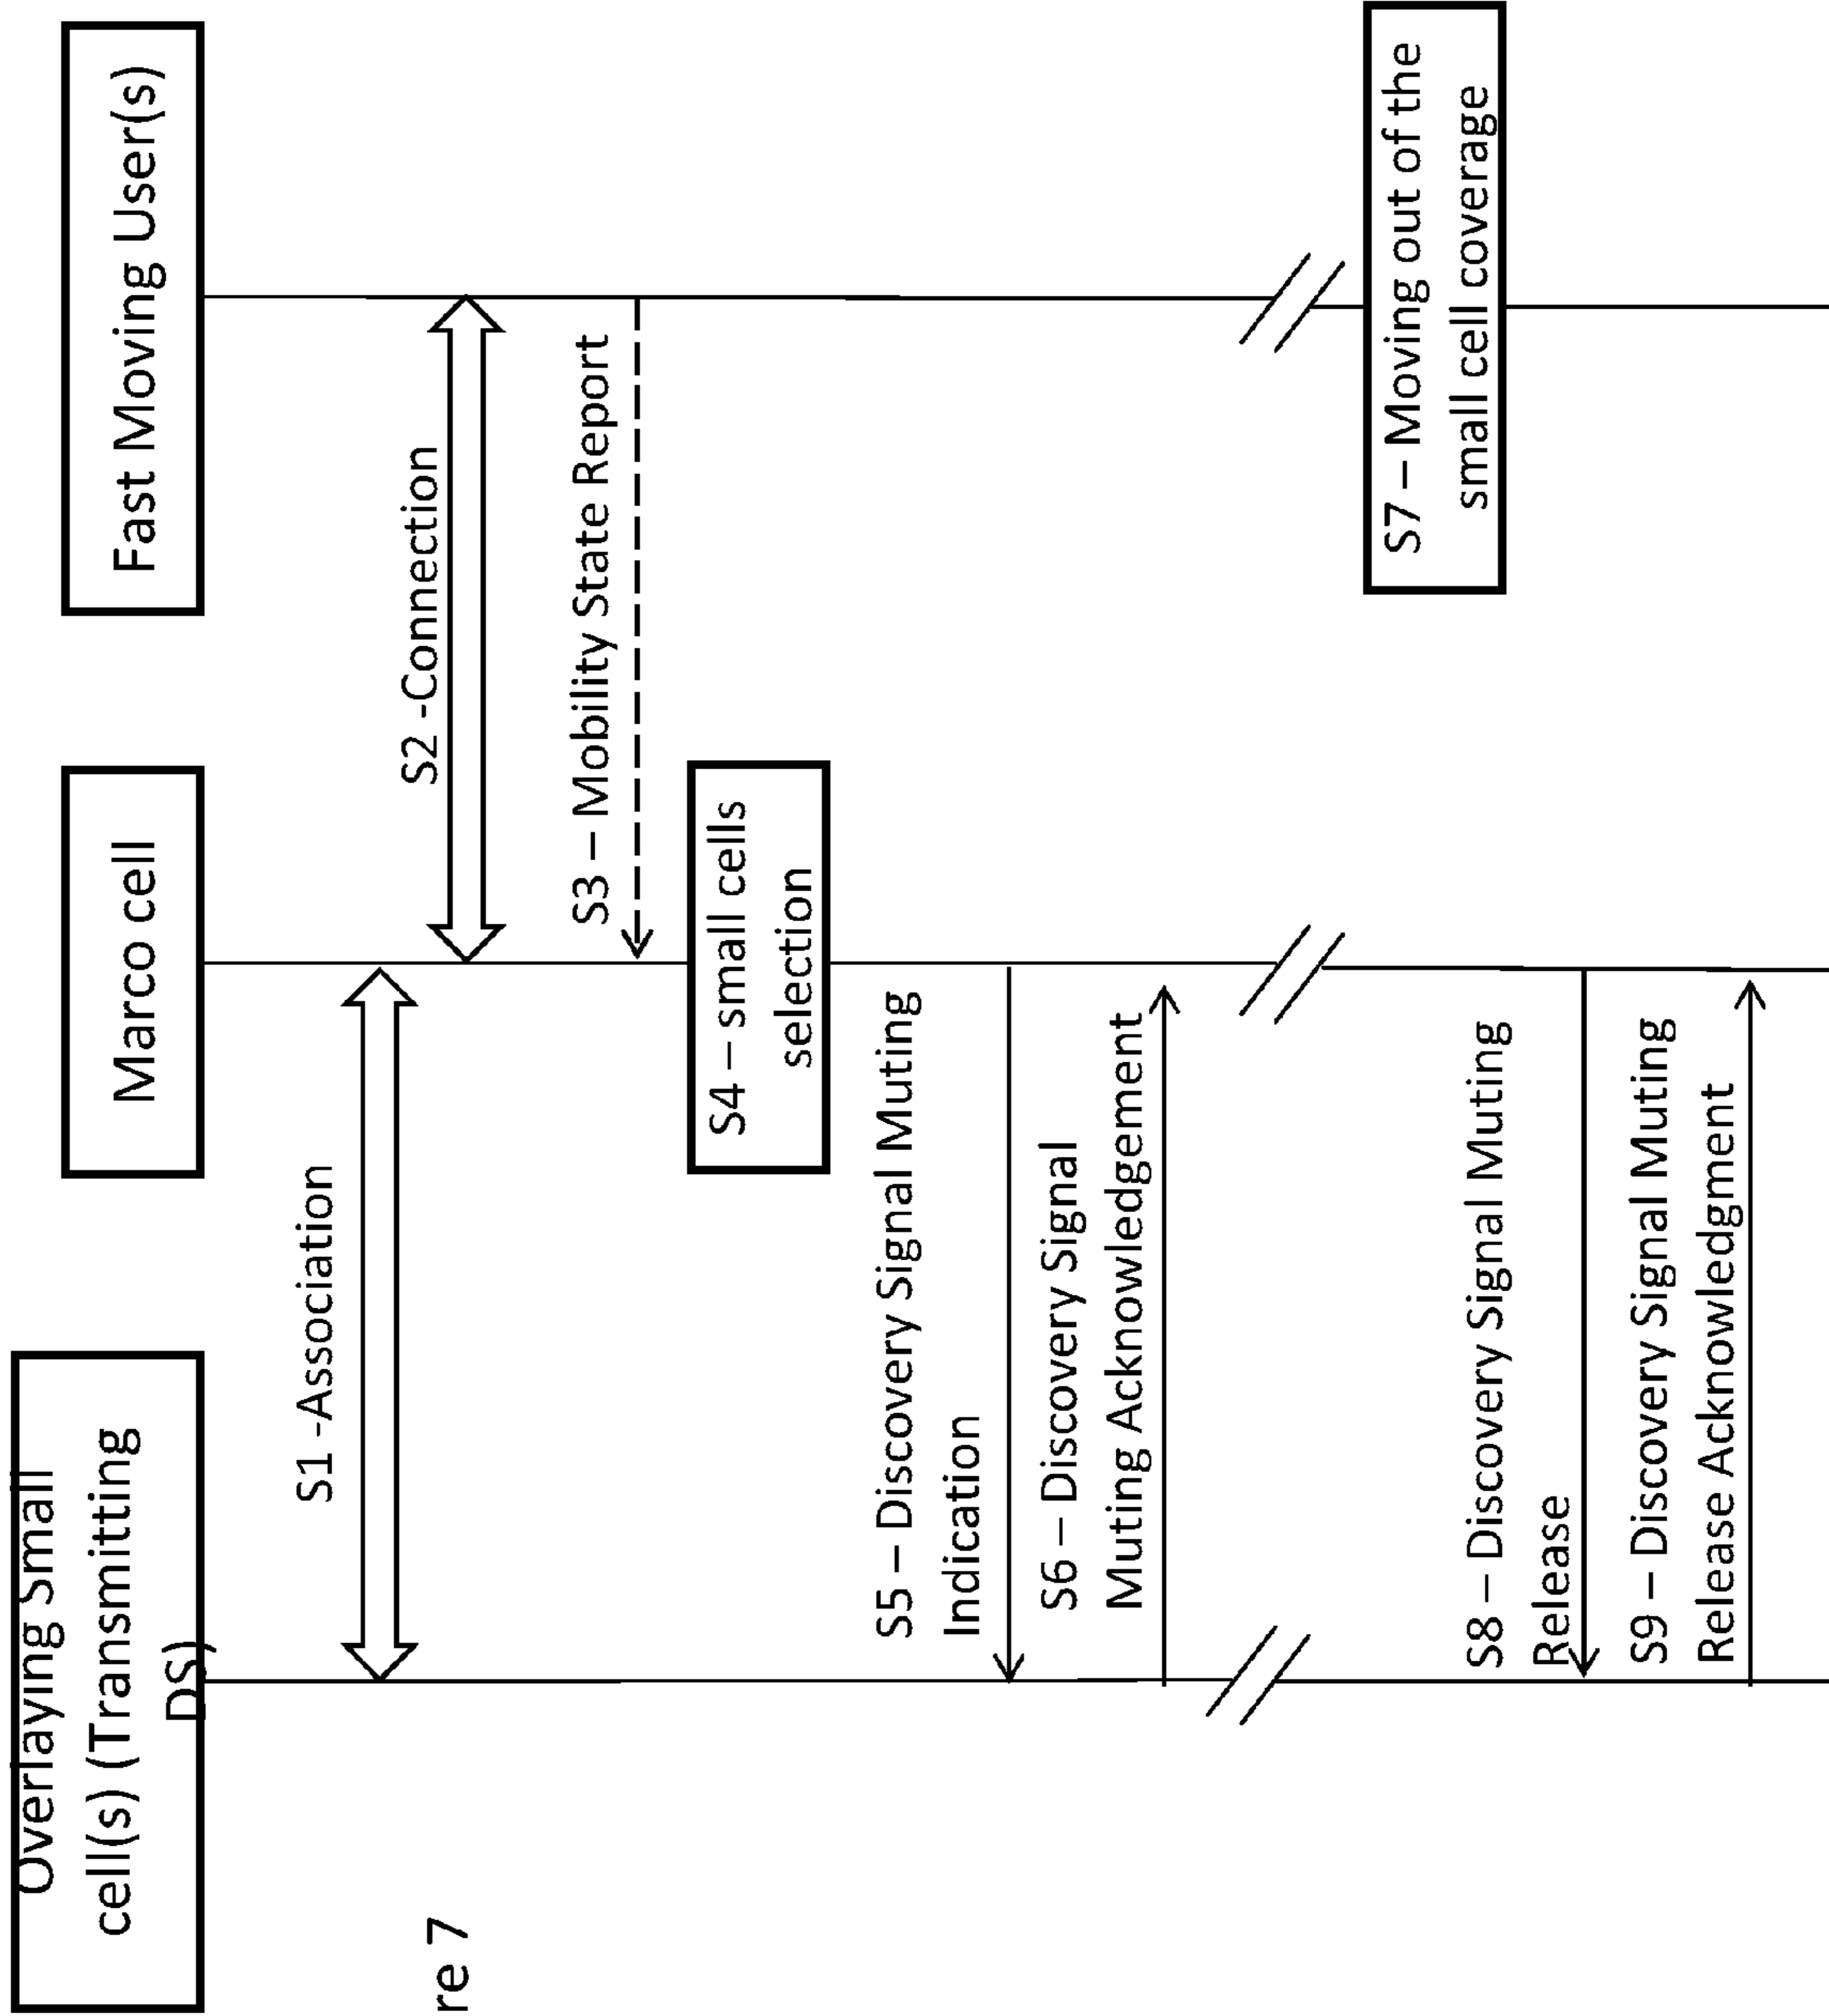 Overlaying Small
cell(s) (Transmitting
DS)
Marco cell
Fast Moving User(s)
S1 -Association
S2 -Connection
re 7
S3 – Mobility State Report
S4 – small cells
selection
S5 – Discovery Signal Muting
Indication
S6 – Discovery Signal
Muting Acknowledgement
S7 – Moving out of the
small cell coverage
S8 – Discovery Signal Muting
Release
S9 – Discovery Signal Muting
Release Acknowledgment